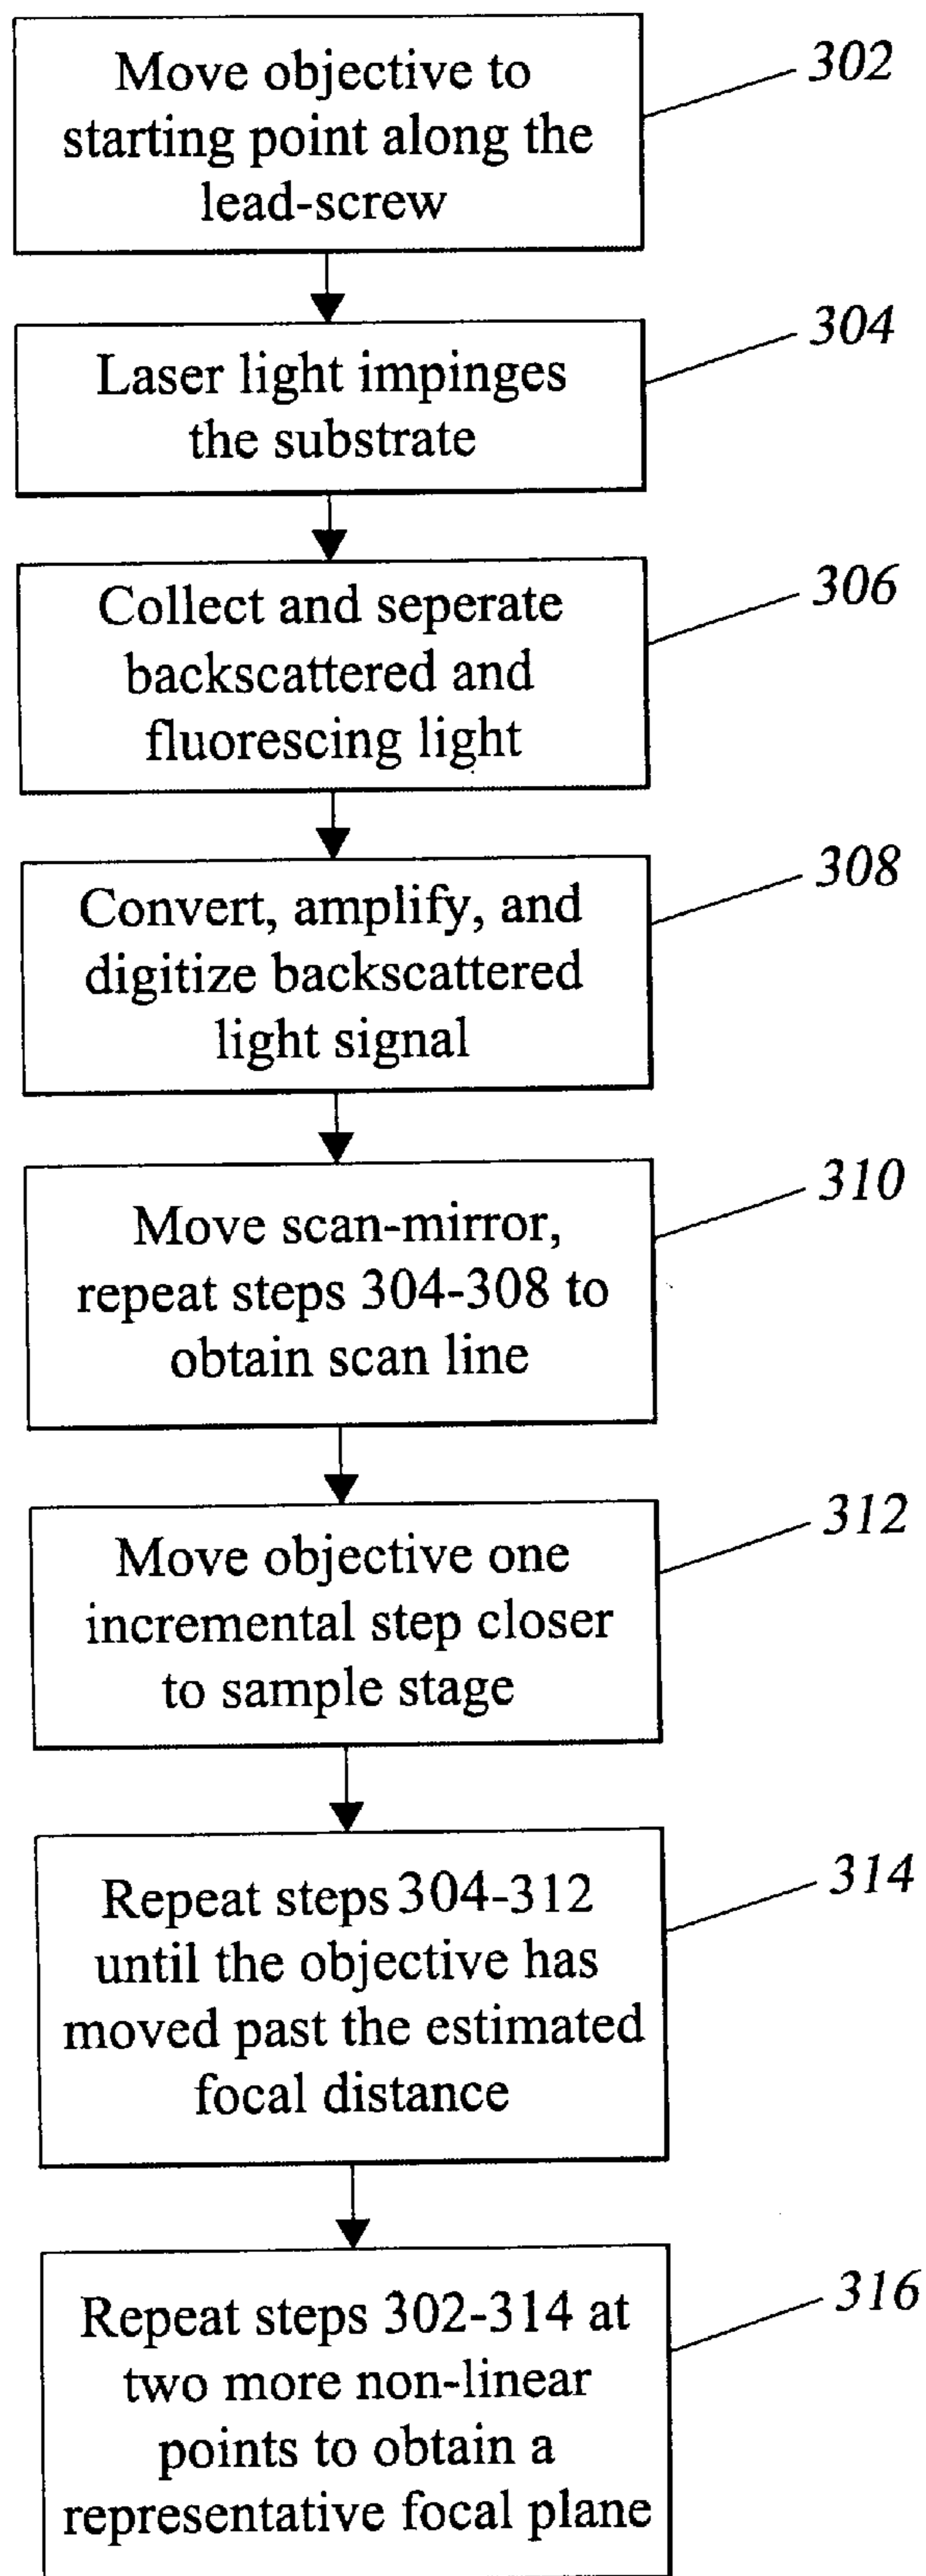 Move objective to
starting point along the
lead-screw
302
Laser light impinges
the substrate
304
Collect and seperate
backscattered and
fluorescing light
306
Convert, amplify, and
digitize backscattered
light signal
308
Move scan-mirror,
repeat steps 304-308 to
obtain scan line
310
Move objective one
incremental step closer
to sample stage
312
Repeat steps 304-312
until the objective has
moved past the estimated
focal distance
314
Repeat steps 302-314 at
two more non-linear
points to obtain a
representative focal plane
316